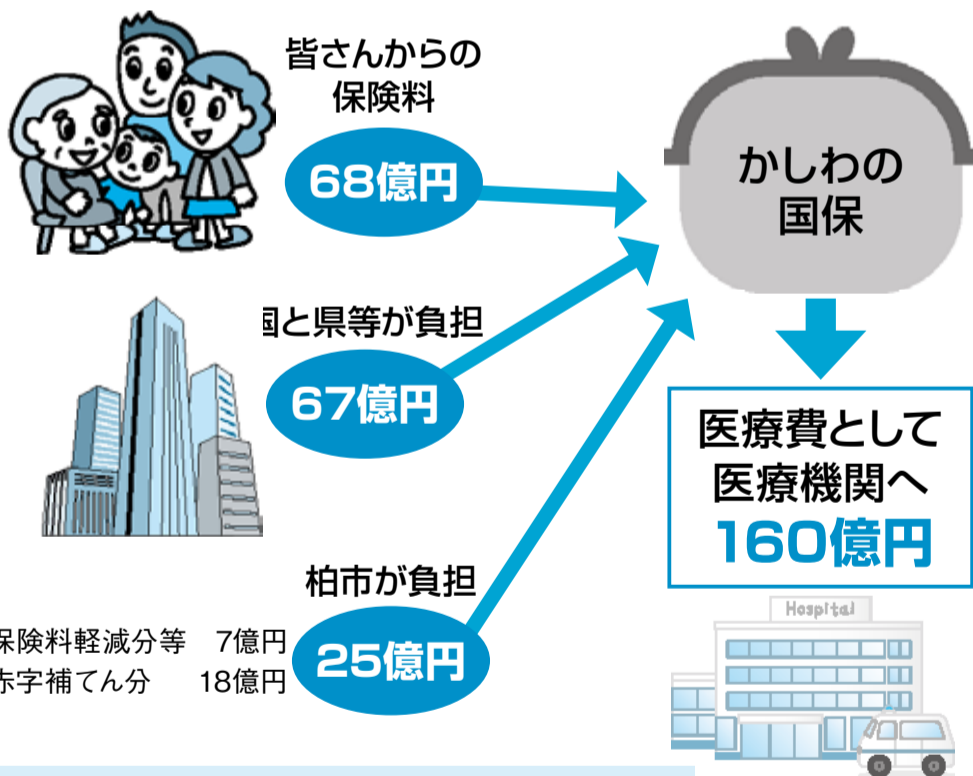 皆さんからの
保険料
68億円
かしわの
国保
国と県等が負担
67億円
医療費として
医療機関へ
160億円
柏市が負担
25億円
保険料軽減分等 7億円
赤字補てん分 18億円
Hospital